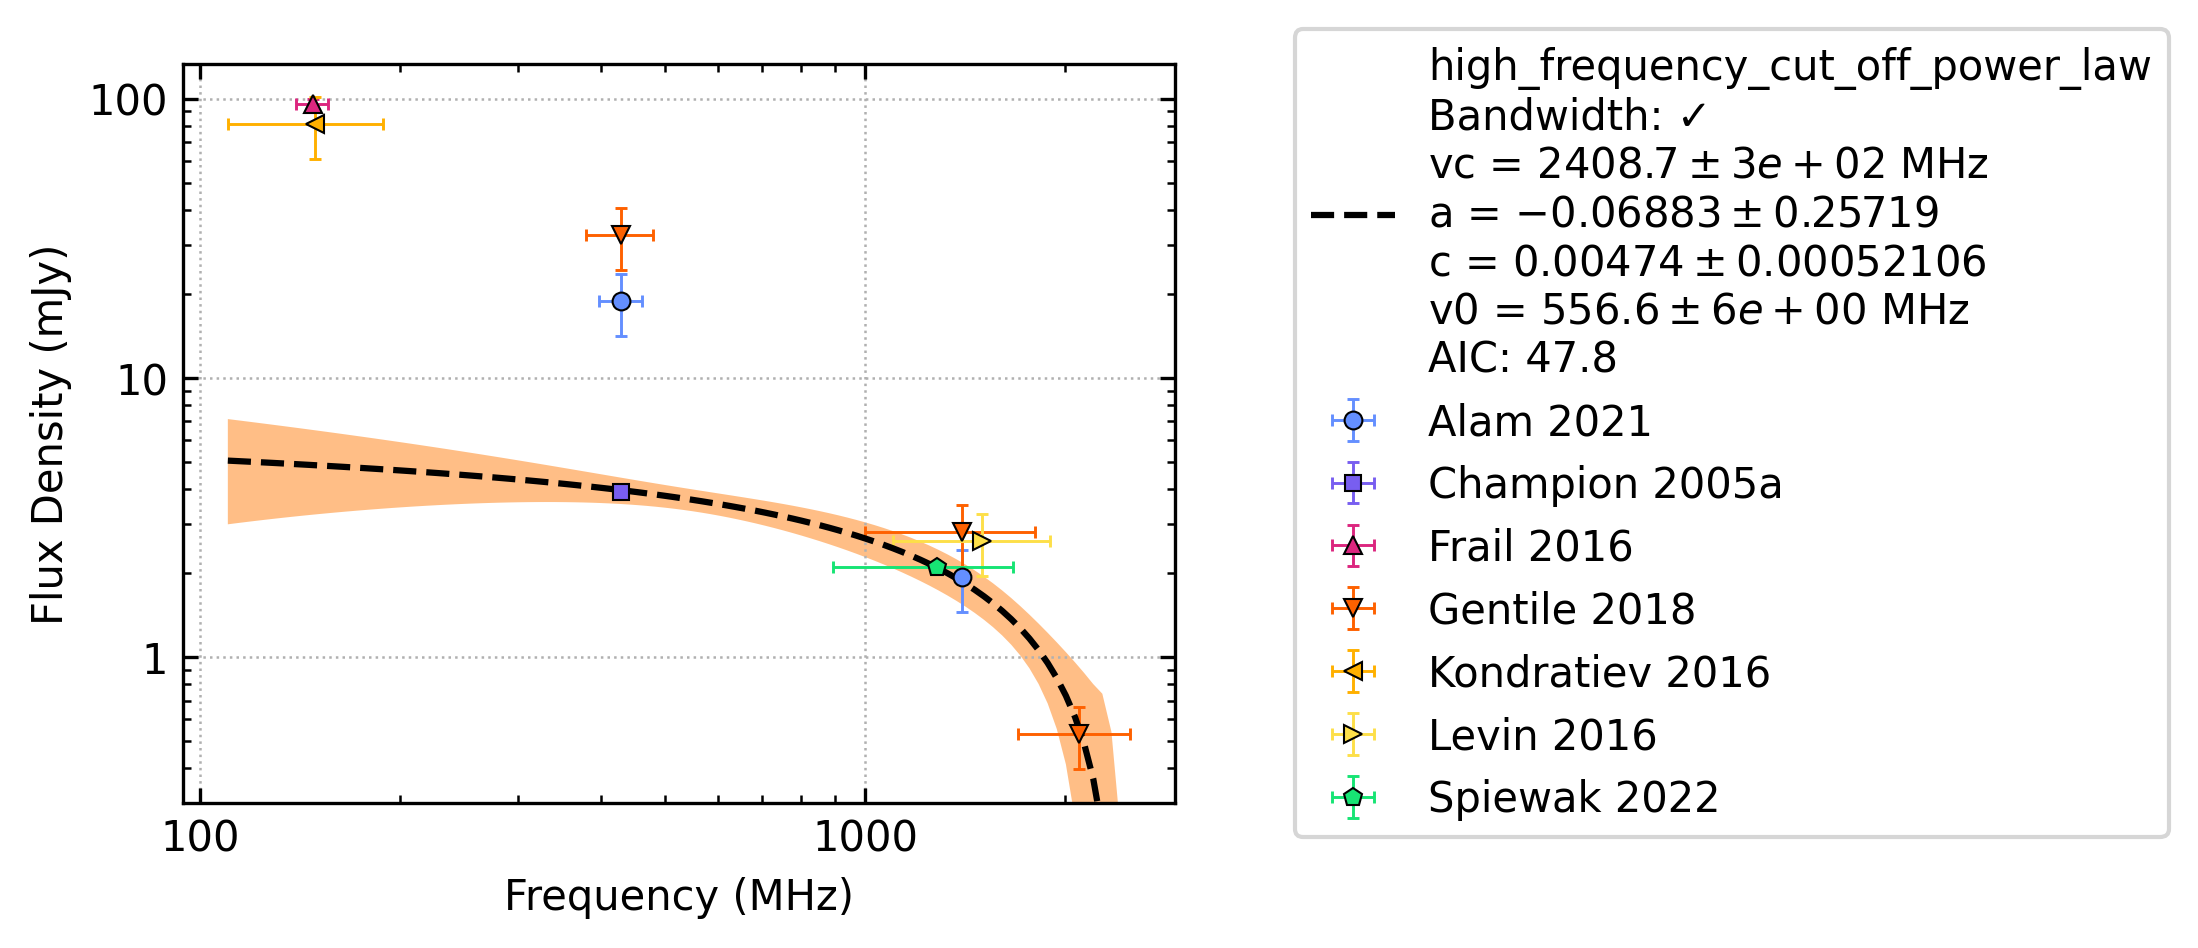 100
10
1
Flux Density (mJy)
100
1000
Frequency (MHz)
high_frequency_cut_off_power_law
Bandwidth: ✓
vc = 2408.7 ± 3e + 02 MHz
a = −0.06883 ± 0.25719
c = 0.00474 ± 0.00052106
v0 = 556.6 ± 6e + 00 MHz
AIC: 47.8
Alam 2021
Champion 2005a
Frail 2016
Gentile 2018
Kondratiev 2016
Levin 2016
Spiewak 2022